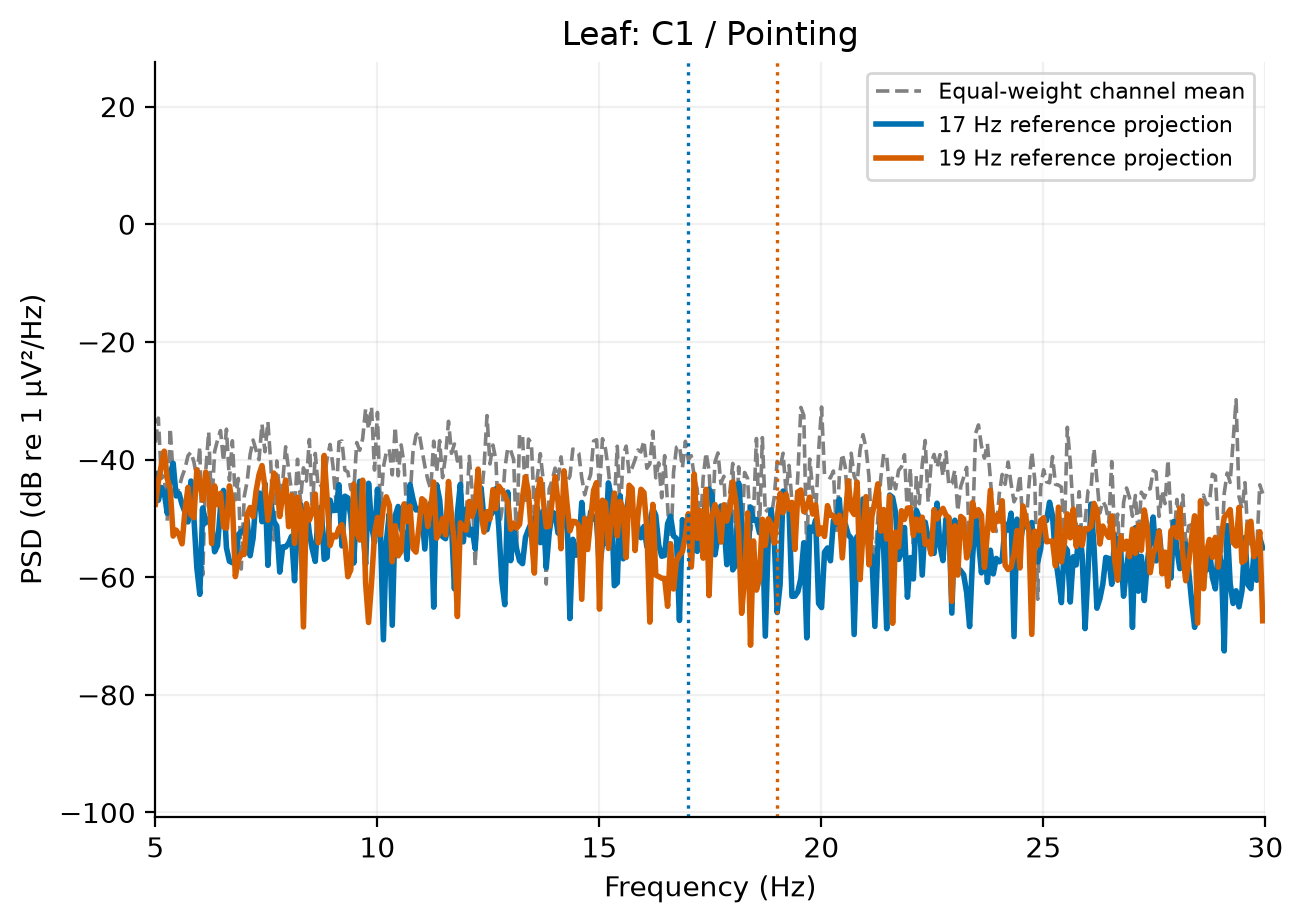 Leaf: C1 / Pointing
Equal-weight channel mean
17 Hz reference projection
19 Hz reference projection
20
0
−20
−40
−60
−80
−100
PSD (dB re 1 µV²/Hz)
5
10
15
20
25
30
Frequency (Hz)